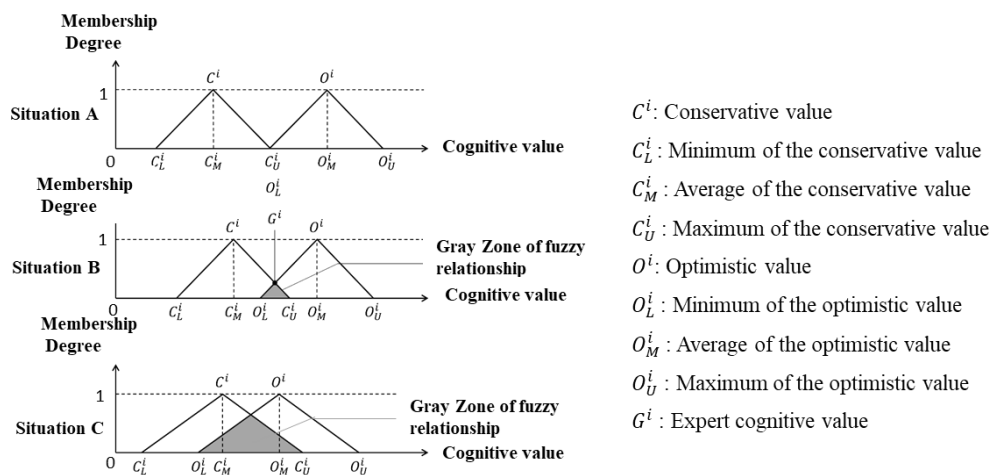 Membership
Degree
1
Situation A
0
$C^i$
$O^i$
$C_L^i$ $C_M^i$ $C_U^i$ $O_M^i$ $O_U^i$
Cognitive value
$O_L^i$
Membership
Degree
1
Situation B
0
$C^i$
$G^i$
$O^i$
Gray Zone of fuzzy
relationship
Cognitive value
$C_L^i$ $C_M^i$ $O_L^i$ $C_U^i$ $O_M^i$ $O_U^i$
Membership
Degree
1
Situation C
0
$C^i$
$O^i$
Gray Zone of fuzzy
relationship
Cognitive value
$C_L^i$ $O_L^i$ $C_M^i$ $O_M^i$ $C_U^i$ $O_U^i$
$C^i$: Conservative value
$C_L^i$ : Minimum of the conservative value
$C_M^i$ : Average of the conservative value
$C_U^i$ : Maximum of the conservative value
$O^i$: Optimistic value
$O_L^i$ : Minimum of the optimistic value
$O_M^i$ : Average of the optimistic value
$O_U^i$ : Maximum of the optimistic value
$G^i$ : Expert cognitive value